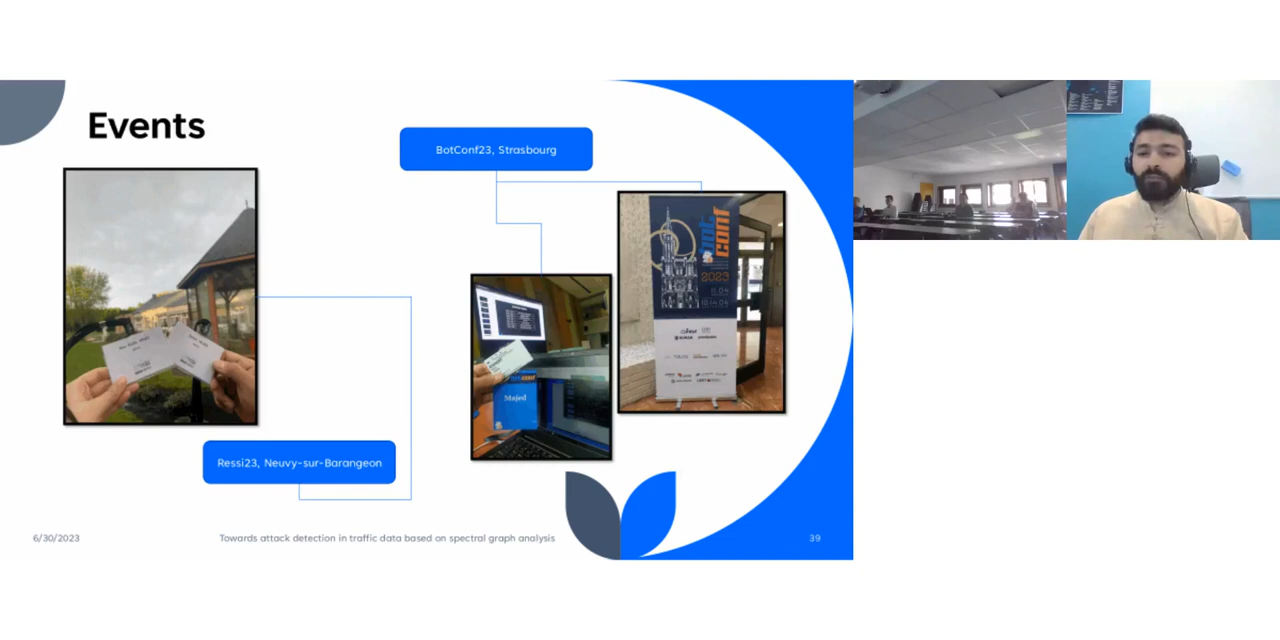 Events
BotConf23, Strasbourg
conf
2023
Majed
Ressi23, Neuvy-sur-Barangeon
6/30/2023
Towards attack detection in traffic data based on spectral graph analysis
39